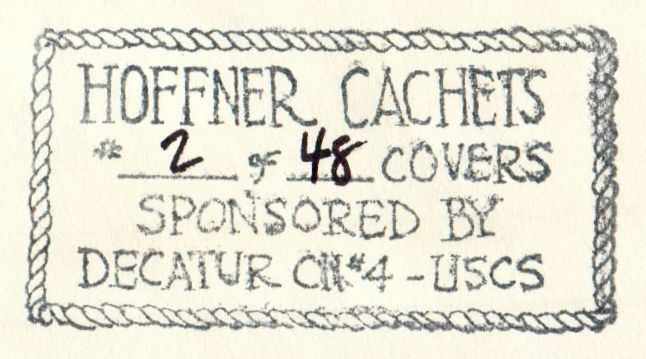 HOFFNER CACHETS
# 2 of 48 COVERS
SPONSORED BY
DECATUR CH#4-USCS